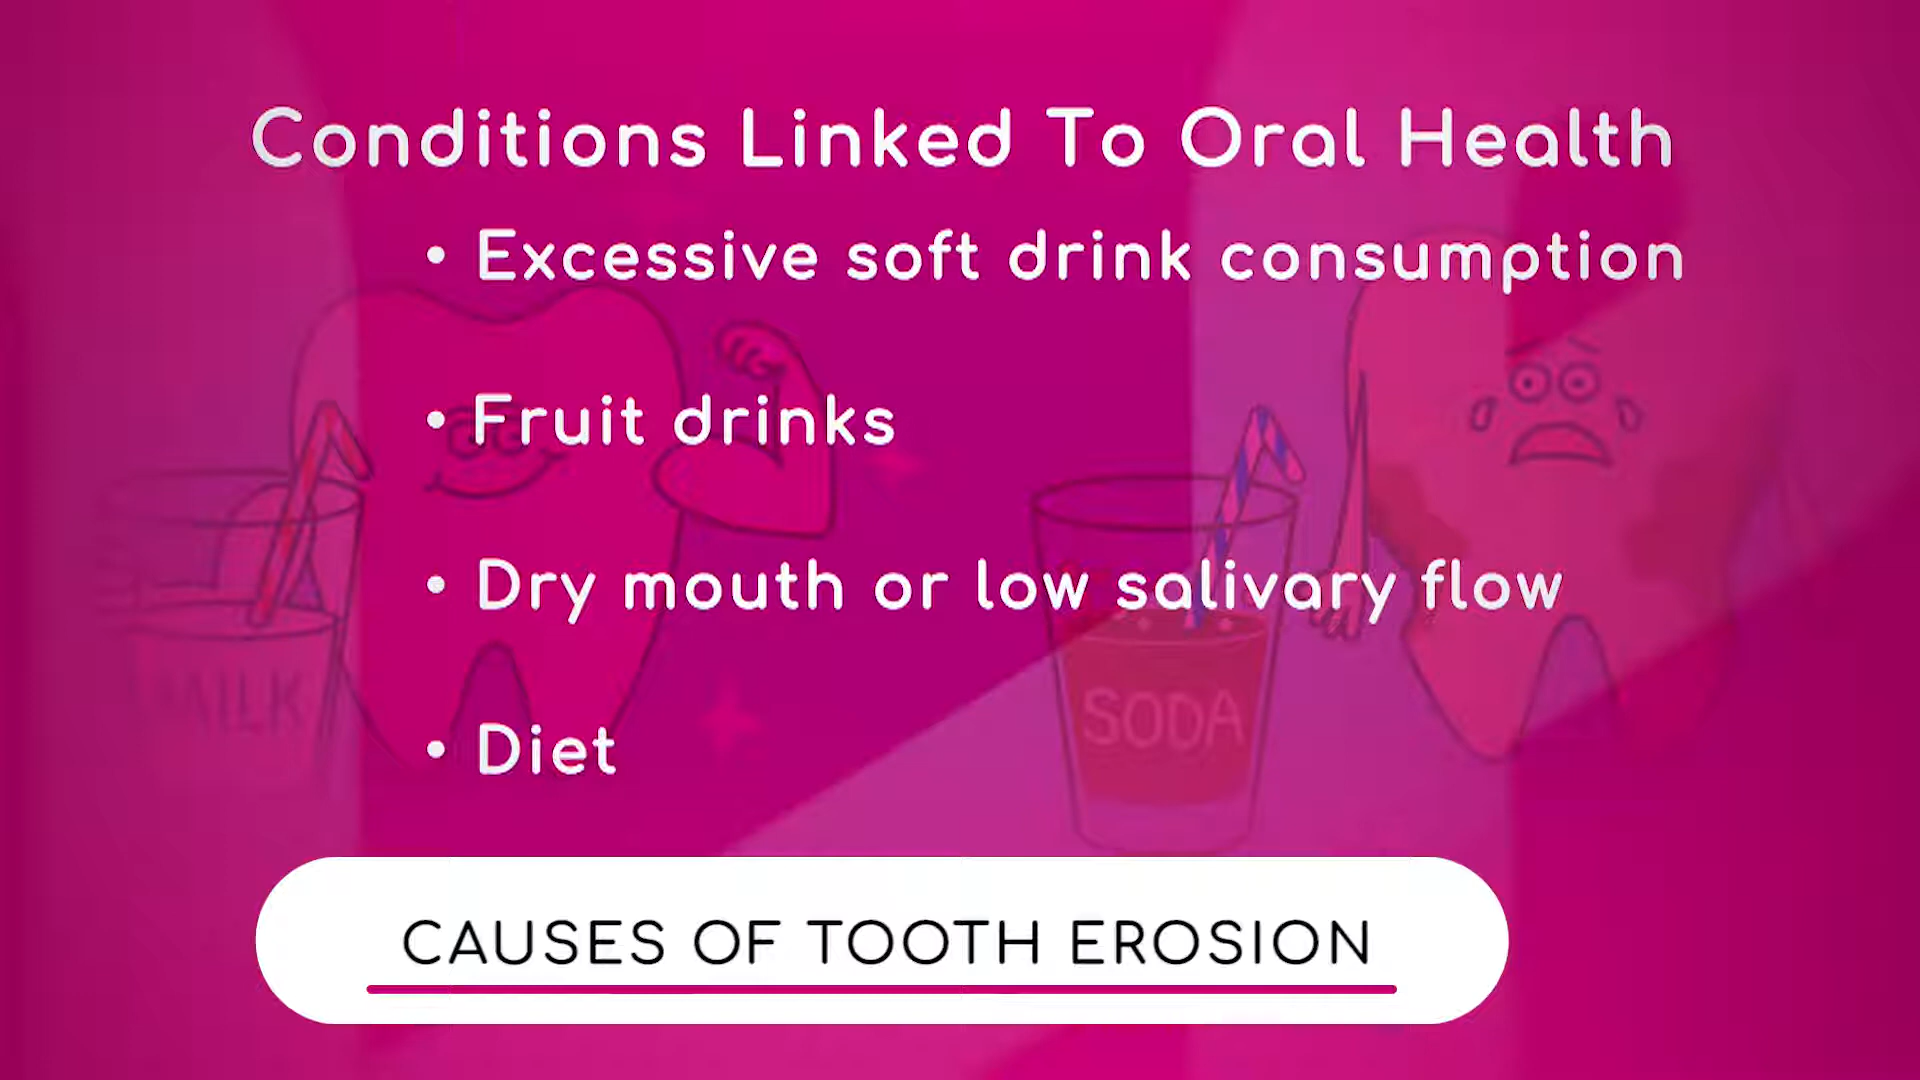 Conditions Linked To Oral Health
• Excessive soft drink consumption
• Fruit drinks
• Dry mouth or low salivary flow
• Diet
MILK
SODA
CAUSES OF TOOTH EROSION